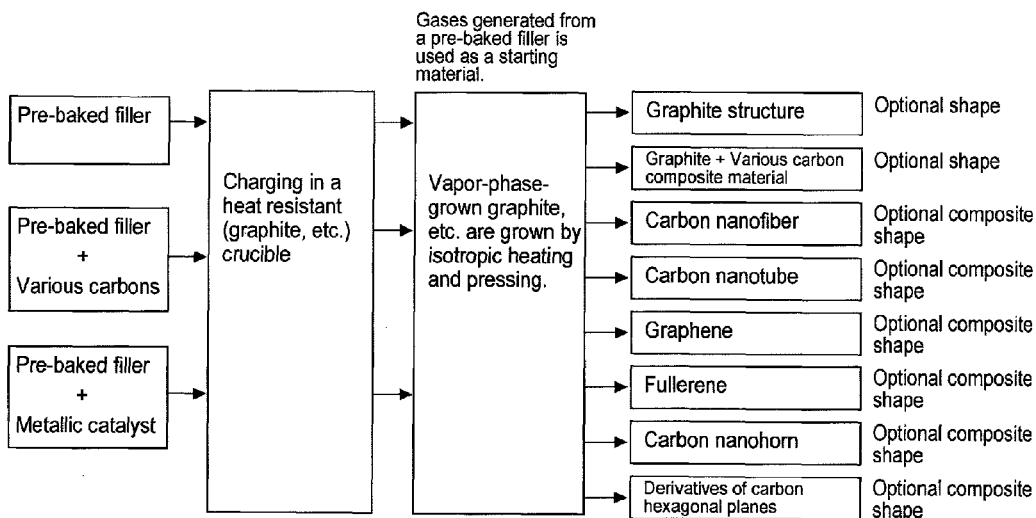 Gases generated from
a pre-baked filler is
used as a starting
material.
Pre-baked filler
Pre-baked filler
+
Various carbons
Pre-baked filler
+
Metallic catalyst
Charging in a
heat resistant
(graphite, etc.)
crucible
Vapor-phase-
grown graphite,
etc. are grown by
isotropic heating
and pressing.
Graphite structure
Optional shape
Graphite + Various carbon
composite material
Optional shape
Carbon nanofiber
Optional composite
shape
Carbon nanotube
Optional composite
shape
Graphene
Optional composite
shape
Fullerene
Optional composite
shape
Carbon nanohorn
Optional composite
shape
Derivatives of carbon
hexagonal planes
Optional composite
shape